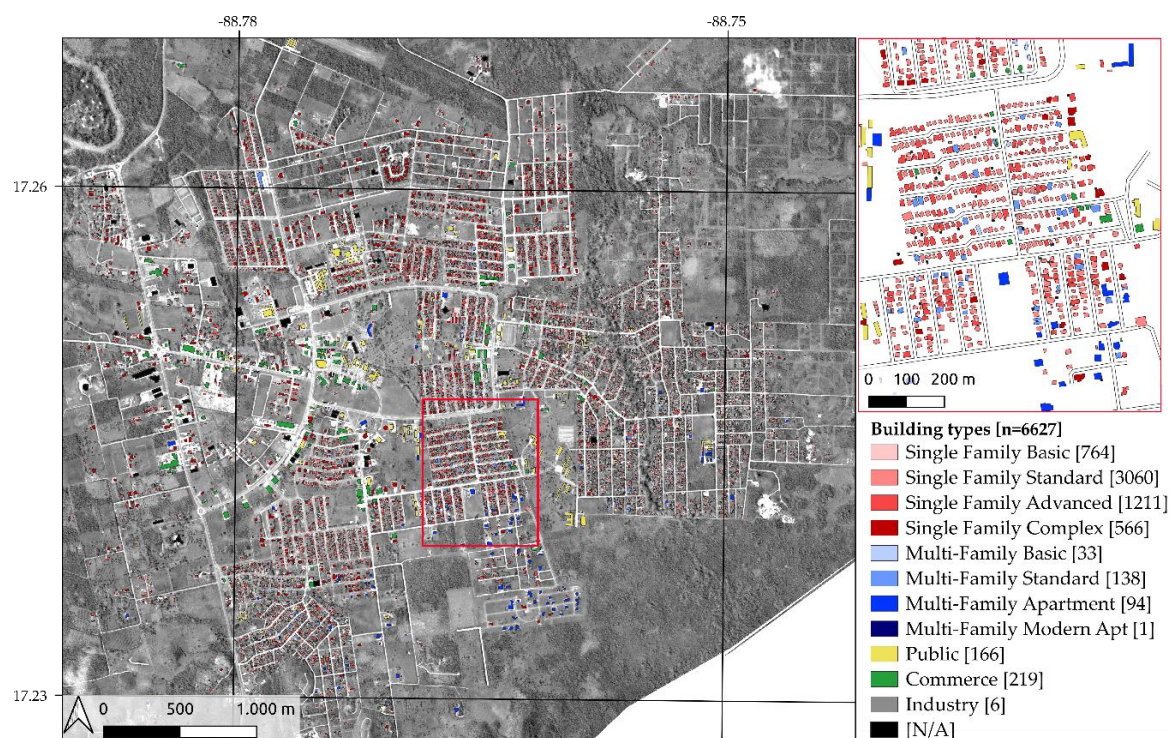 -88.78
-88.75
17.26
17.23
0 500 1.000 m
0 100 200 m
Building types [n=6627]
Single Family Basic [764]
Single Family Standard [3060]
Single Family Advanced [1211]
Single Family Complex [566]
Multi-Family Basic [33]
Multi-Family Standard [138]
Multi-Family Apartment [94]
Multi-Family Modern Apt [1]
Public [166]
Commerce [219]
Industry [6]
[N/A]